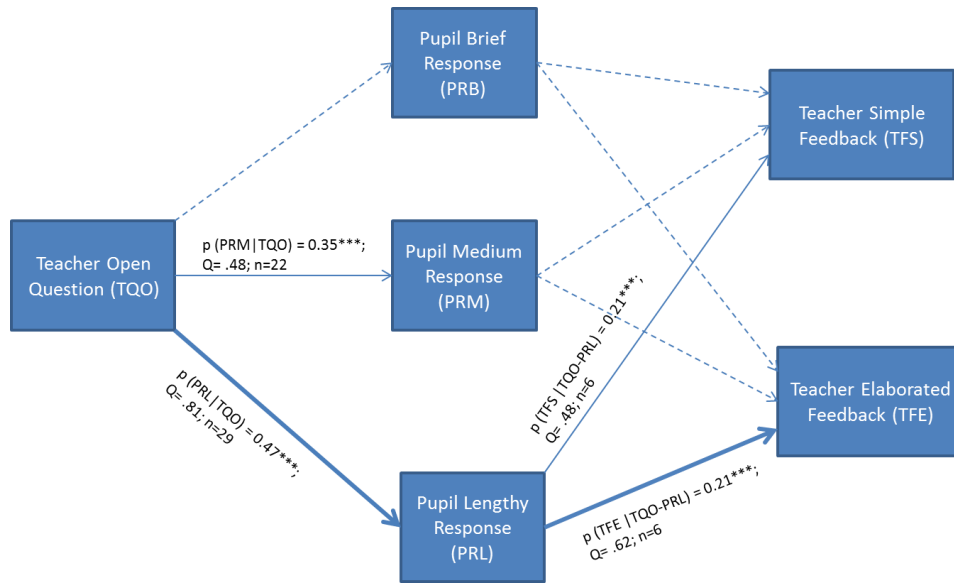 Pupil Brief
Response
(PRB)
Teacher Simple
Feedback (TFS)
Teacher Open
Question (TQO)
p (PRM|TQO) = 0.35***;
Q= .48; n=22
Pupil Medium
Response
(PRM)
p (PRL|TQO) = 0.47***;
Q= .81; n=29
p (TFS |TQO-PRL) = 0.21***;
Q= .48; n=6
Teacher Elaborated
Feedback (TFE)
Pupil Lengthy
Response
(PRL)
p (TFE |TQO-PRL) = 0.21***;
Q= .62; n=6